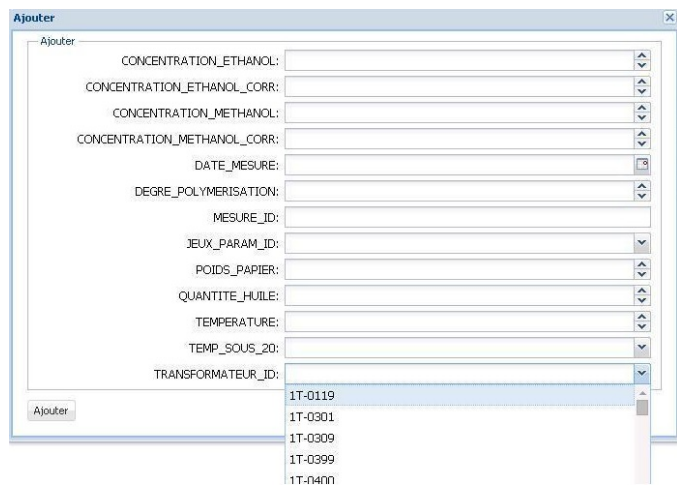 Ajouter
Ajouter
CONCENTRATION_ETHANOL:
CONCENTRATION_ETHANOL_CORR:
CONCENTRATION_METHANOL:
CONCENTRATION_METHANOL_CORR:
DATE_MESURE:
DEGRE_POLYMERISATION:
MESURE_ID:
JEUX_PARAM_ID:
POIDS_PAPIER:
QUANTITE_HUILE:
TEMPERATURE:
TEMP_SOUS_20:
TRANSFORMATEUR_ID:
1T-0119
Ajouter
1T-0301
1T-0309
1T-0399
1T-0400